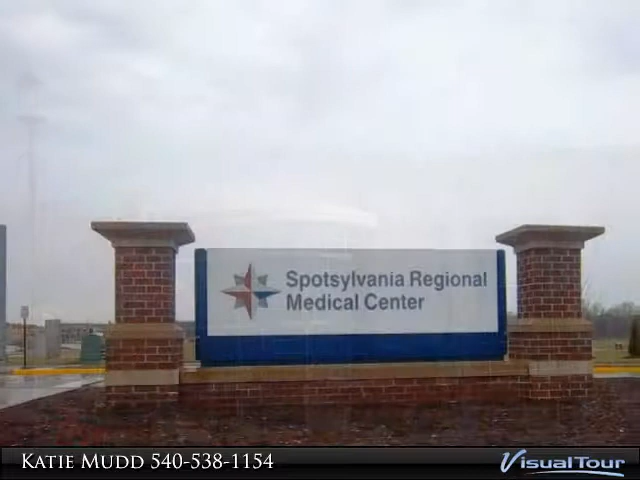 Spotsylvania Regional
Medical Center
KATIE MUDD 540-538-1154
VISUALTOUR